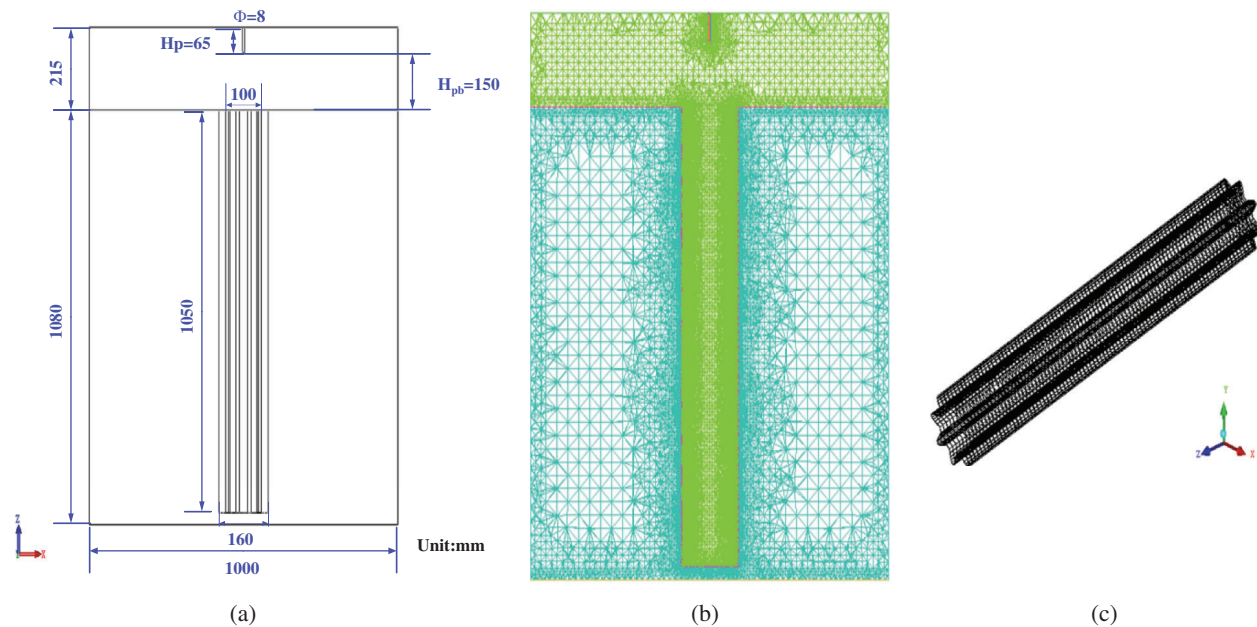 Φ=8
Hp=65
215
Hpb=150
100
1080
1050
Z
X
160
Unit:mm
1000
Y
Z
X
(a)
(b)
(c)